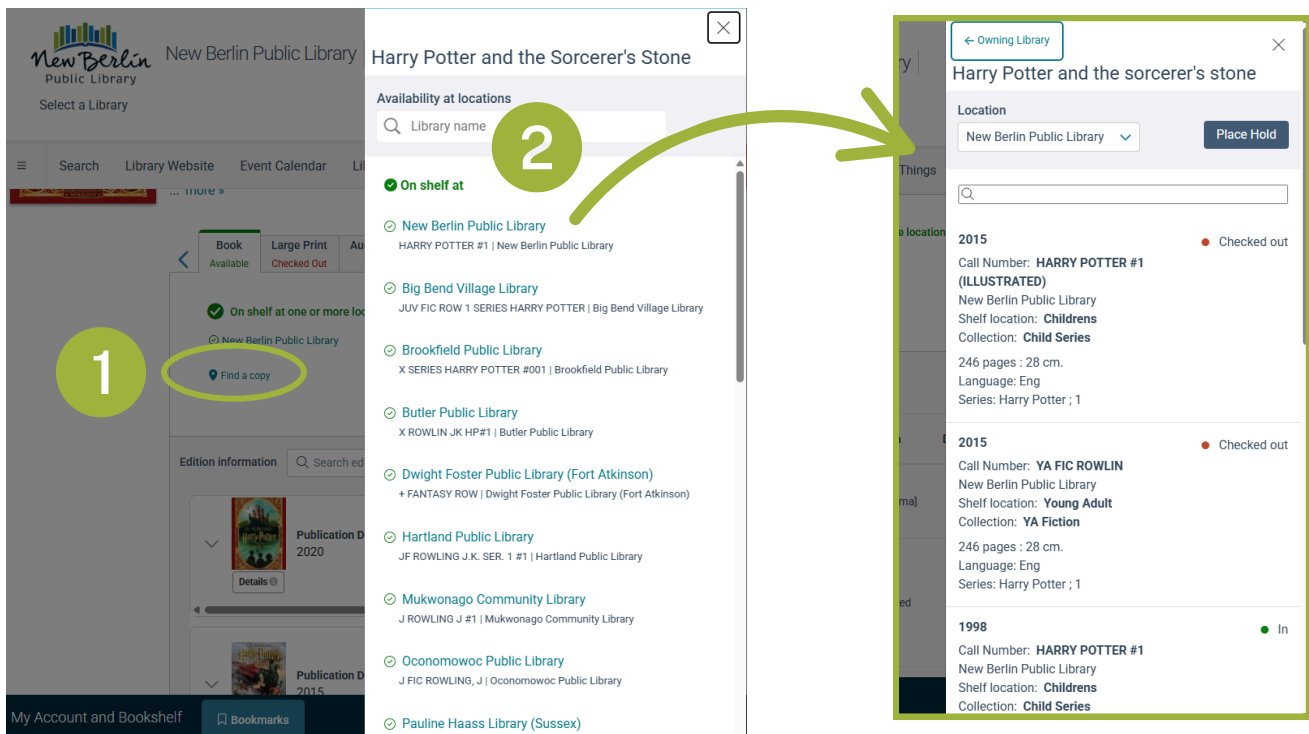 New Berlin
Public Library
Select a Library
New Berlin Public Library
Search Library Website Event Calendar Li
... more »
Book
Available
Large Print
Checked Out
Au
On shelf at one or more loc
New Berlin Public Library
1
Find a copy
Edition information
Search ed
Publication D
2020
Details
Publication D
2015
My Account and Bookshelf
Bookmarks
Harry Potter and the Sorcerer's Stone
Availability at locations
Library name
2
On shelf at
New Berlin Public Library
HARRY POTTER #1 | New Berlin Public Library
Big Bend Village Library
JUV FIC ROW 1 SERIES HARRY POTTER | Big Bend Village Library
Brookfield Public Library
X SERIES HARRY POTTER #001 | Brookfield Public Library
Butler Public Library
X ROWLIN JK HP#1 | Butler Public Library
Dwight Foster Public Library (Fort Atkinson)
+ FANTASY ROW | Dwight Foster Public Library (Fort Atkinson)
Hartland Public Library
JF ROWLING J.K. SER. 1 #1 | Hartland Public Library
Mukwonago Community Library
J ROWLING J #1 | Mukwonago Community Library
Oconomowoc Public Library
J FIC ROWLING, J | Oconomowoc Public Library
Pauline Haass Library (Sussex)
ry
Things
e location
ma]
ed
← Owning Library
Harry Potter and the sorcerer's stone
Location
New Berlin Public Library
Place Hold
2015
Checked out
Call Number: HARRY POTTER #1
(ILLUSTRATED)
New Berlin Public Library
Shelf location: Childrens
Collection: Child Series
246 pages : 28 cm.
Language: Eng
Series: Harry Potter ; 1
2015
Checked out
Call Number: YA FIC ROWLIN
New Berlin Public Library
Shelf location: Young Adult
Collection: YA Fiction
246 pages : 28 cm.
Language: Eng
Series: Harry Potter ; 1
1998
In
Call Number: HARRY POTTER #1
New Berlin Public Library
Shelf location: Childrens
Collection: Child Series